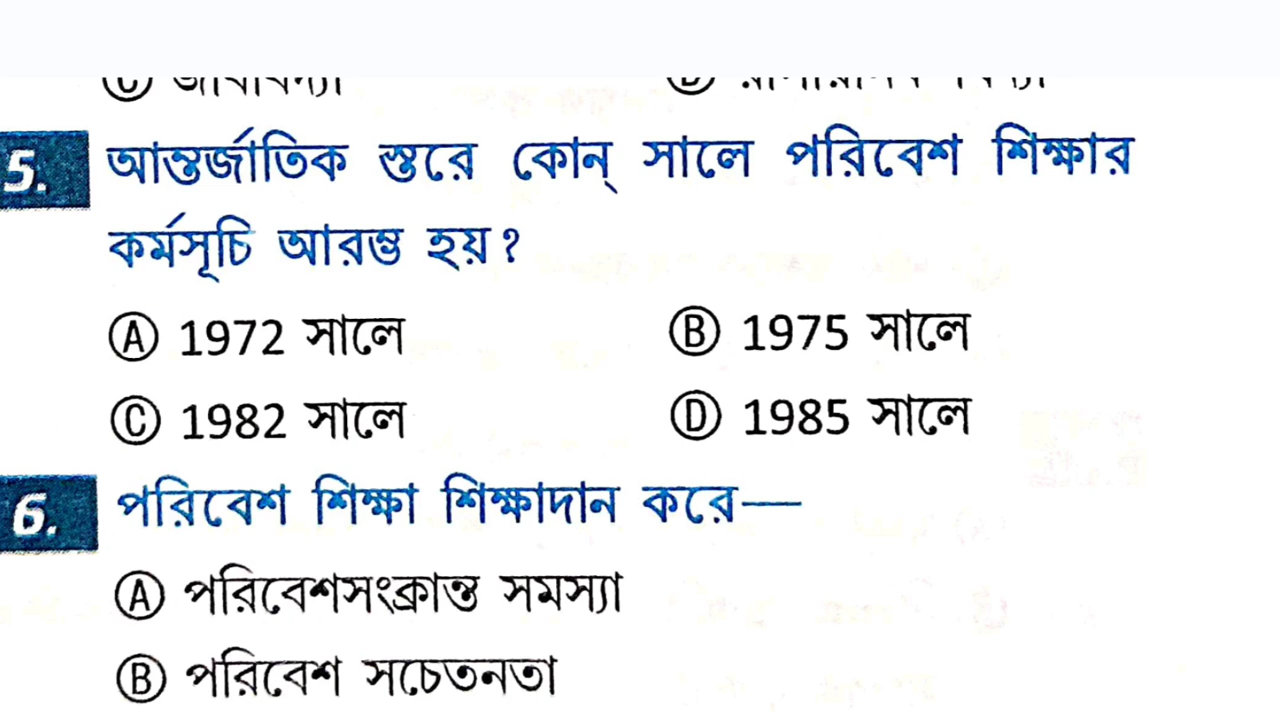 5. আন্তর্জাতিক স্তরে কোন্ সালে পরিবেশ শিক্ষার
কর্মসূচি আরম্ভ হয়?
Ⓐ 1972 সালে Ⓑ 1975 সালে
Ⓒ 1982 সালে Ⓓ 1985 সালে
6. পরিবেশ শিক্ষা শিক্ষাদান করে—
Ⓐ পরিবেশসংক্রান্ত সমস্যা
Ⓑ পরিবেশ সচেতনতা